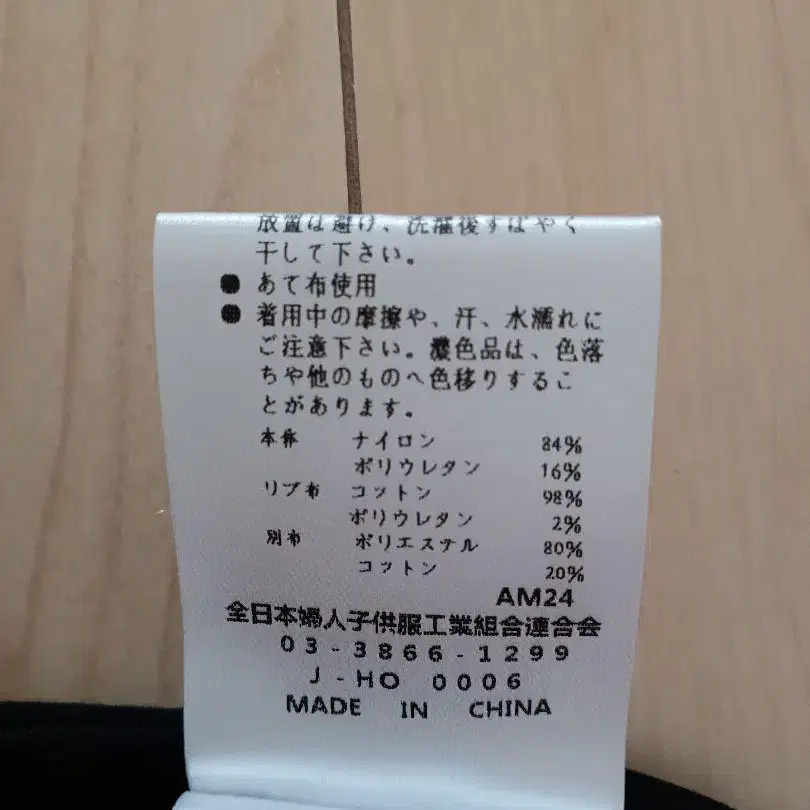 放置は避け、洗濯後すばやく
干して下さい。
● あて布使用
● 着用中の摩擦や、汗、水濡れに
ご注意下さい。濃色品は、色落
ちや他のものへ色移りするこ
とがあります。
本体 ナイロン 84%
ポリウレタン 16%
リブ布 コットン 98%
ポリウレタン 2%
別布 ポリエステル 80%
コットン 20%
AM24
全日本婦人子供服工業組合連合会
03-3866-1299
J-HO 0006
MADE IN CHINA